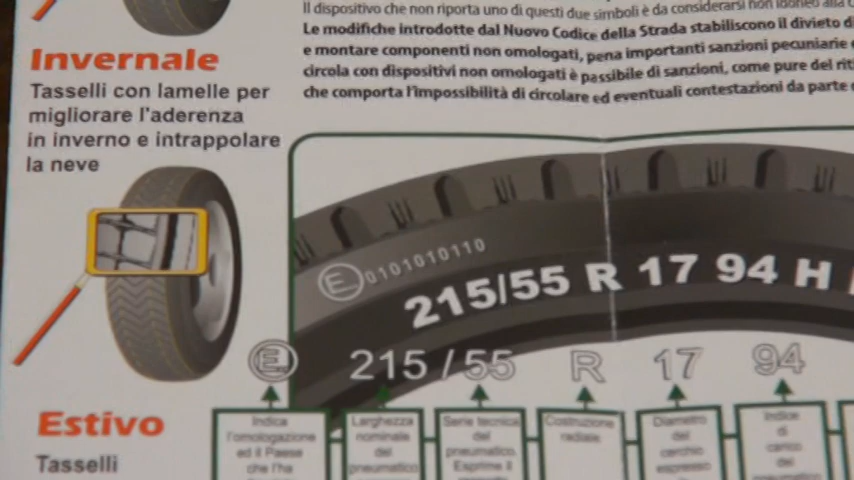 Il dispositivo che non riporta uno di questi due simboli è da considerarsi non idoneo alla
Le modifiche introdotte dal Nuovo Codice della Strada stabiliscono il divieto di
e montare componenti non omologati, pena importanti sanzioni pecuniarie
circola con dispositivi non omologati è passibile di sanzioni, come pure del
che comporta l'impossibilità di circolare ed eventuali contestazioni da parte
Invernale
Tasselli con lamelle per
migliorare l'aderenza
in inverno e intrappolare
la neve
E 0101010110
215/55 R 17 94 H
E 215 / 55 R 17 94
Indica
l'omologazione
ed il Paese
che l'ha
Larghezza
nominale
del
pneumatico
Serie tecnica
del
pneumatico.
Esprime il
Costruzione
radiale
Diametro
del
cerchio
espresso
Indice
di
carico
del
pneumatico
Estivo
Tasselli